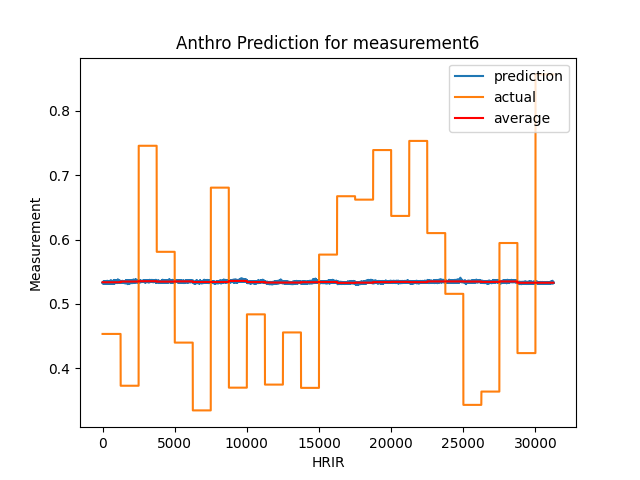 Anthro Prediction for measurement6
prediction
actual
average
Measurement
0.8
0.7
0.6
0.5
0.4
0
5000
10000
15000
20000
25000
30000
HRIR